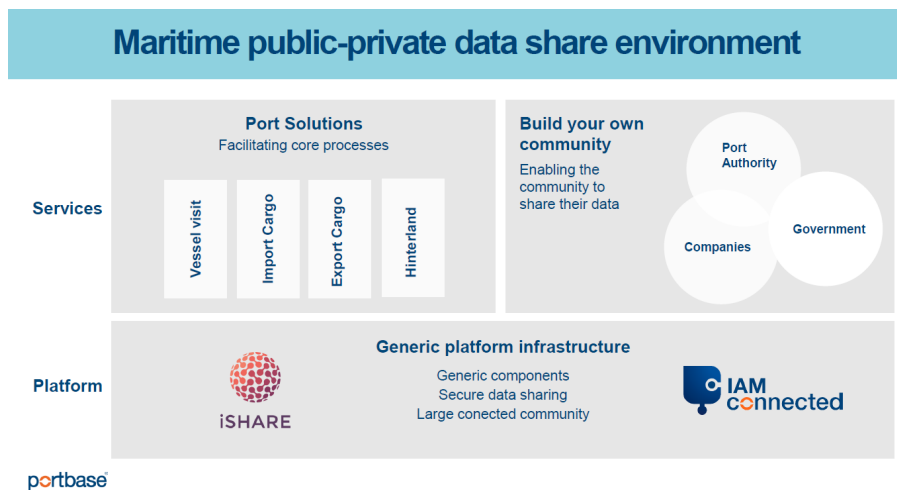 Maritime public-private data share environment
Services
Port Solutions
Facilitating core processes
Vessel visit
Import Cargo
Export Cargo
Hinterland
Build your own
community
Enabling the
community to
share their data
Port
Authority
Companies
Government
Platform
iSHARE
Generic platform infrastructure
Generic components
Secure data sharing
Large conected community
IAM
connected
portbase